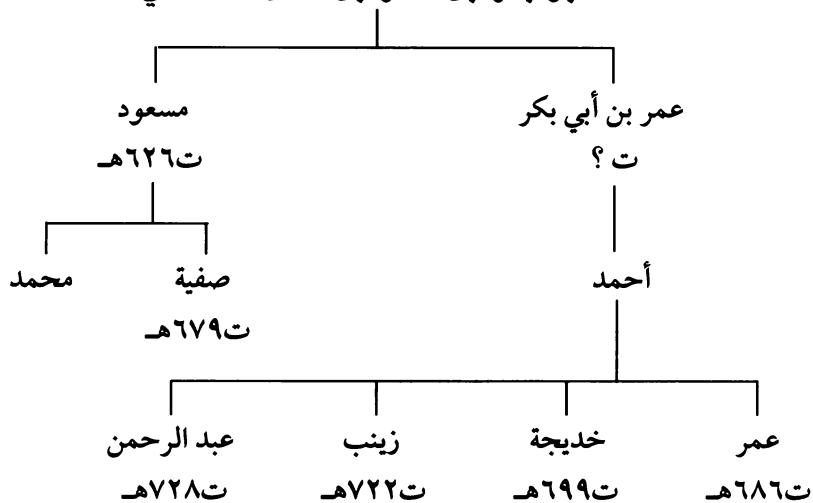 عمر بن أبي بكر
مسعود
ت ؟
ت٦٢٦هـ
أحمد
صفية
محمد
ت٦٧٩هـ
عمر
خديجة
زينب
عبد الرحمن
ت٦٨٦هـ
ت٦٩٩هـ
ت٧٢٢هـ
ت٧٢٨هـ